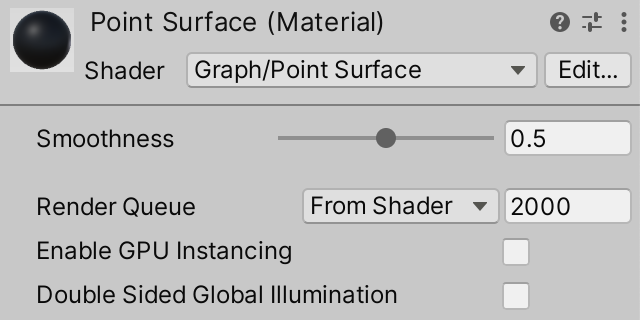 Point Surface (Material)
Shader Graph/Point Surface Edit...
Smoothness 0.5
Render Queue From Shader 2000
Enable GPU Instancing
Double Sided Global Illumination